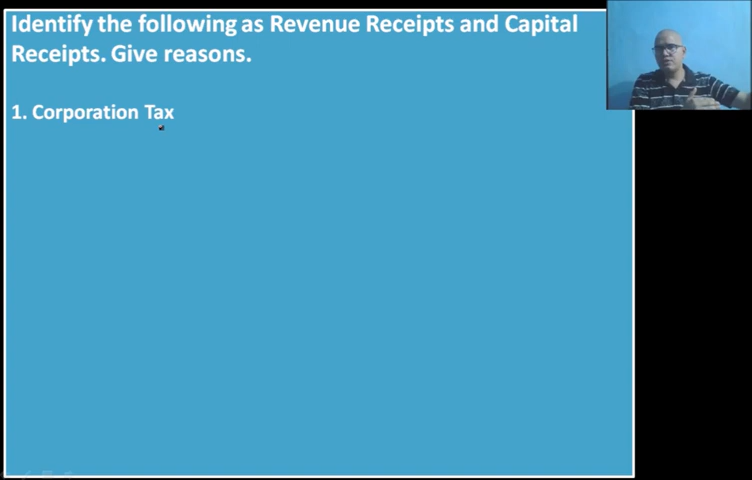 Identify the following as Revenue Receipts and Capital
Receipts. Give reasons.
1. Corporation Tax